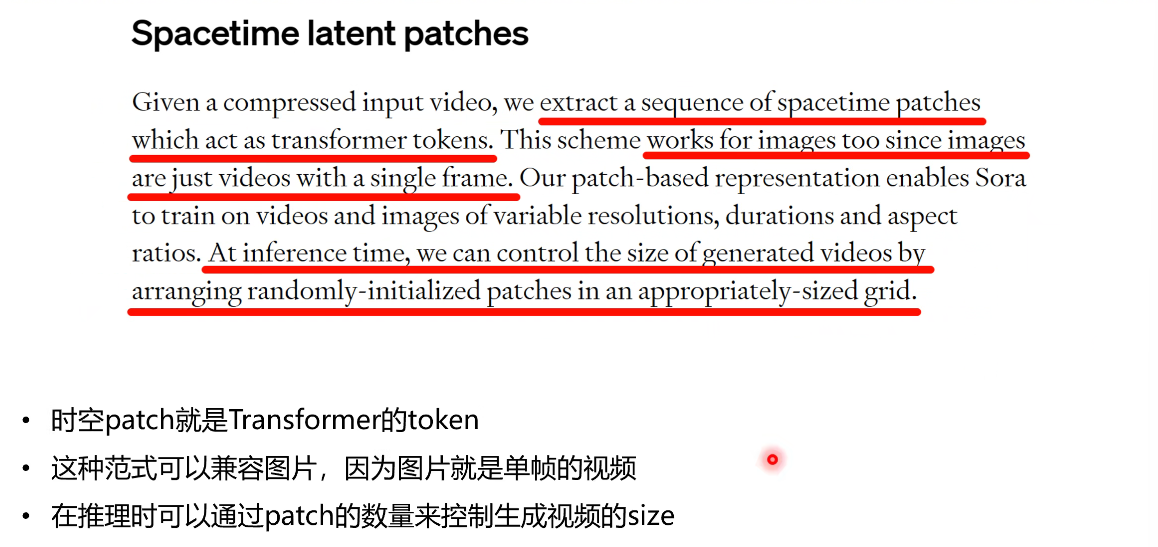 Spacetime latent patches
Given a compressed input video, we extract a sequence of spacetime patches
which act as transformer tokens. This scheme works for images too since images
are just videos with a single frame. Our patch-based representation enables Sora
to train on videos and images of variable resolutions, durations and aspect
ratios. At inference time, we can control the size of generated videos by
arranging randomly-initialized patches in an appropriately-sized grid.
• 时空patch就是Transformer的token
• 这种范式可以兼容图片，因为图片就是单帧的视频
• 在推理时可以通过patch的数量来控制生成视频的size